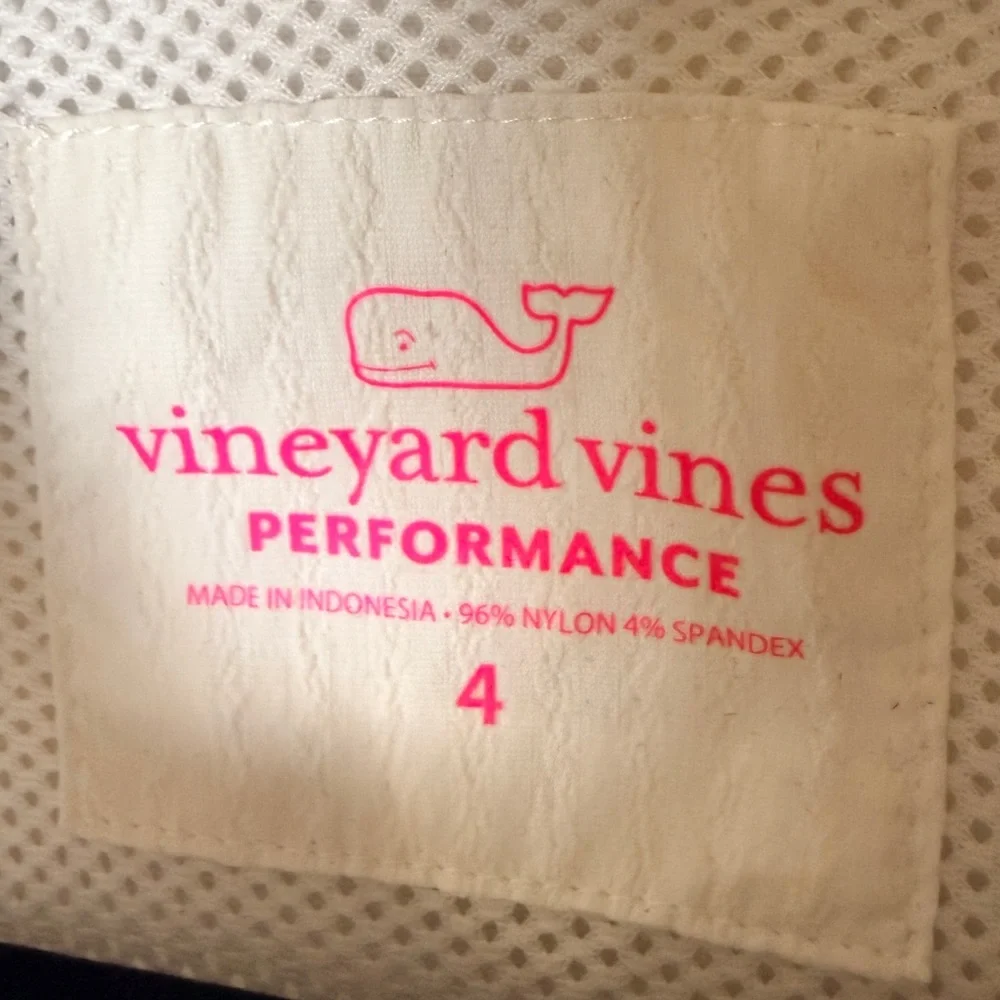 vineyard vines
PERFORMANCE
MADE IN INDONESIA • 96% NYLON 4% SPANDEX
4